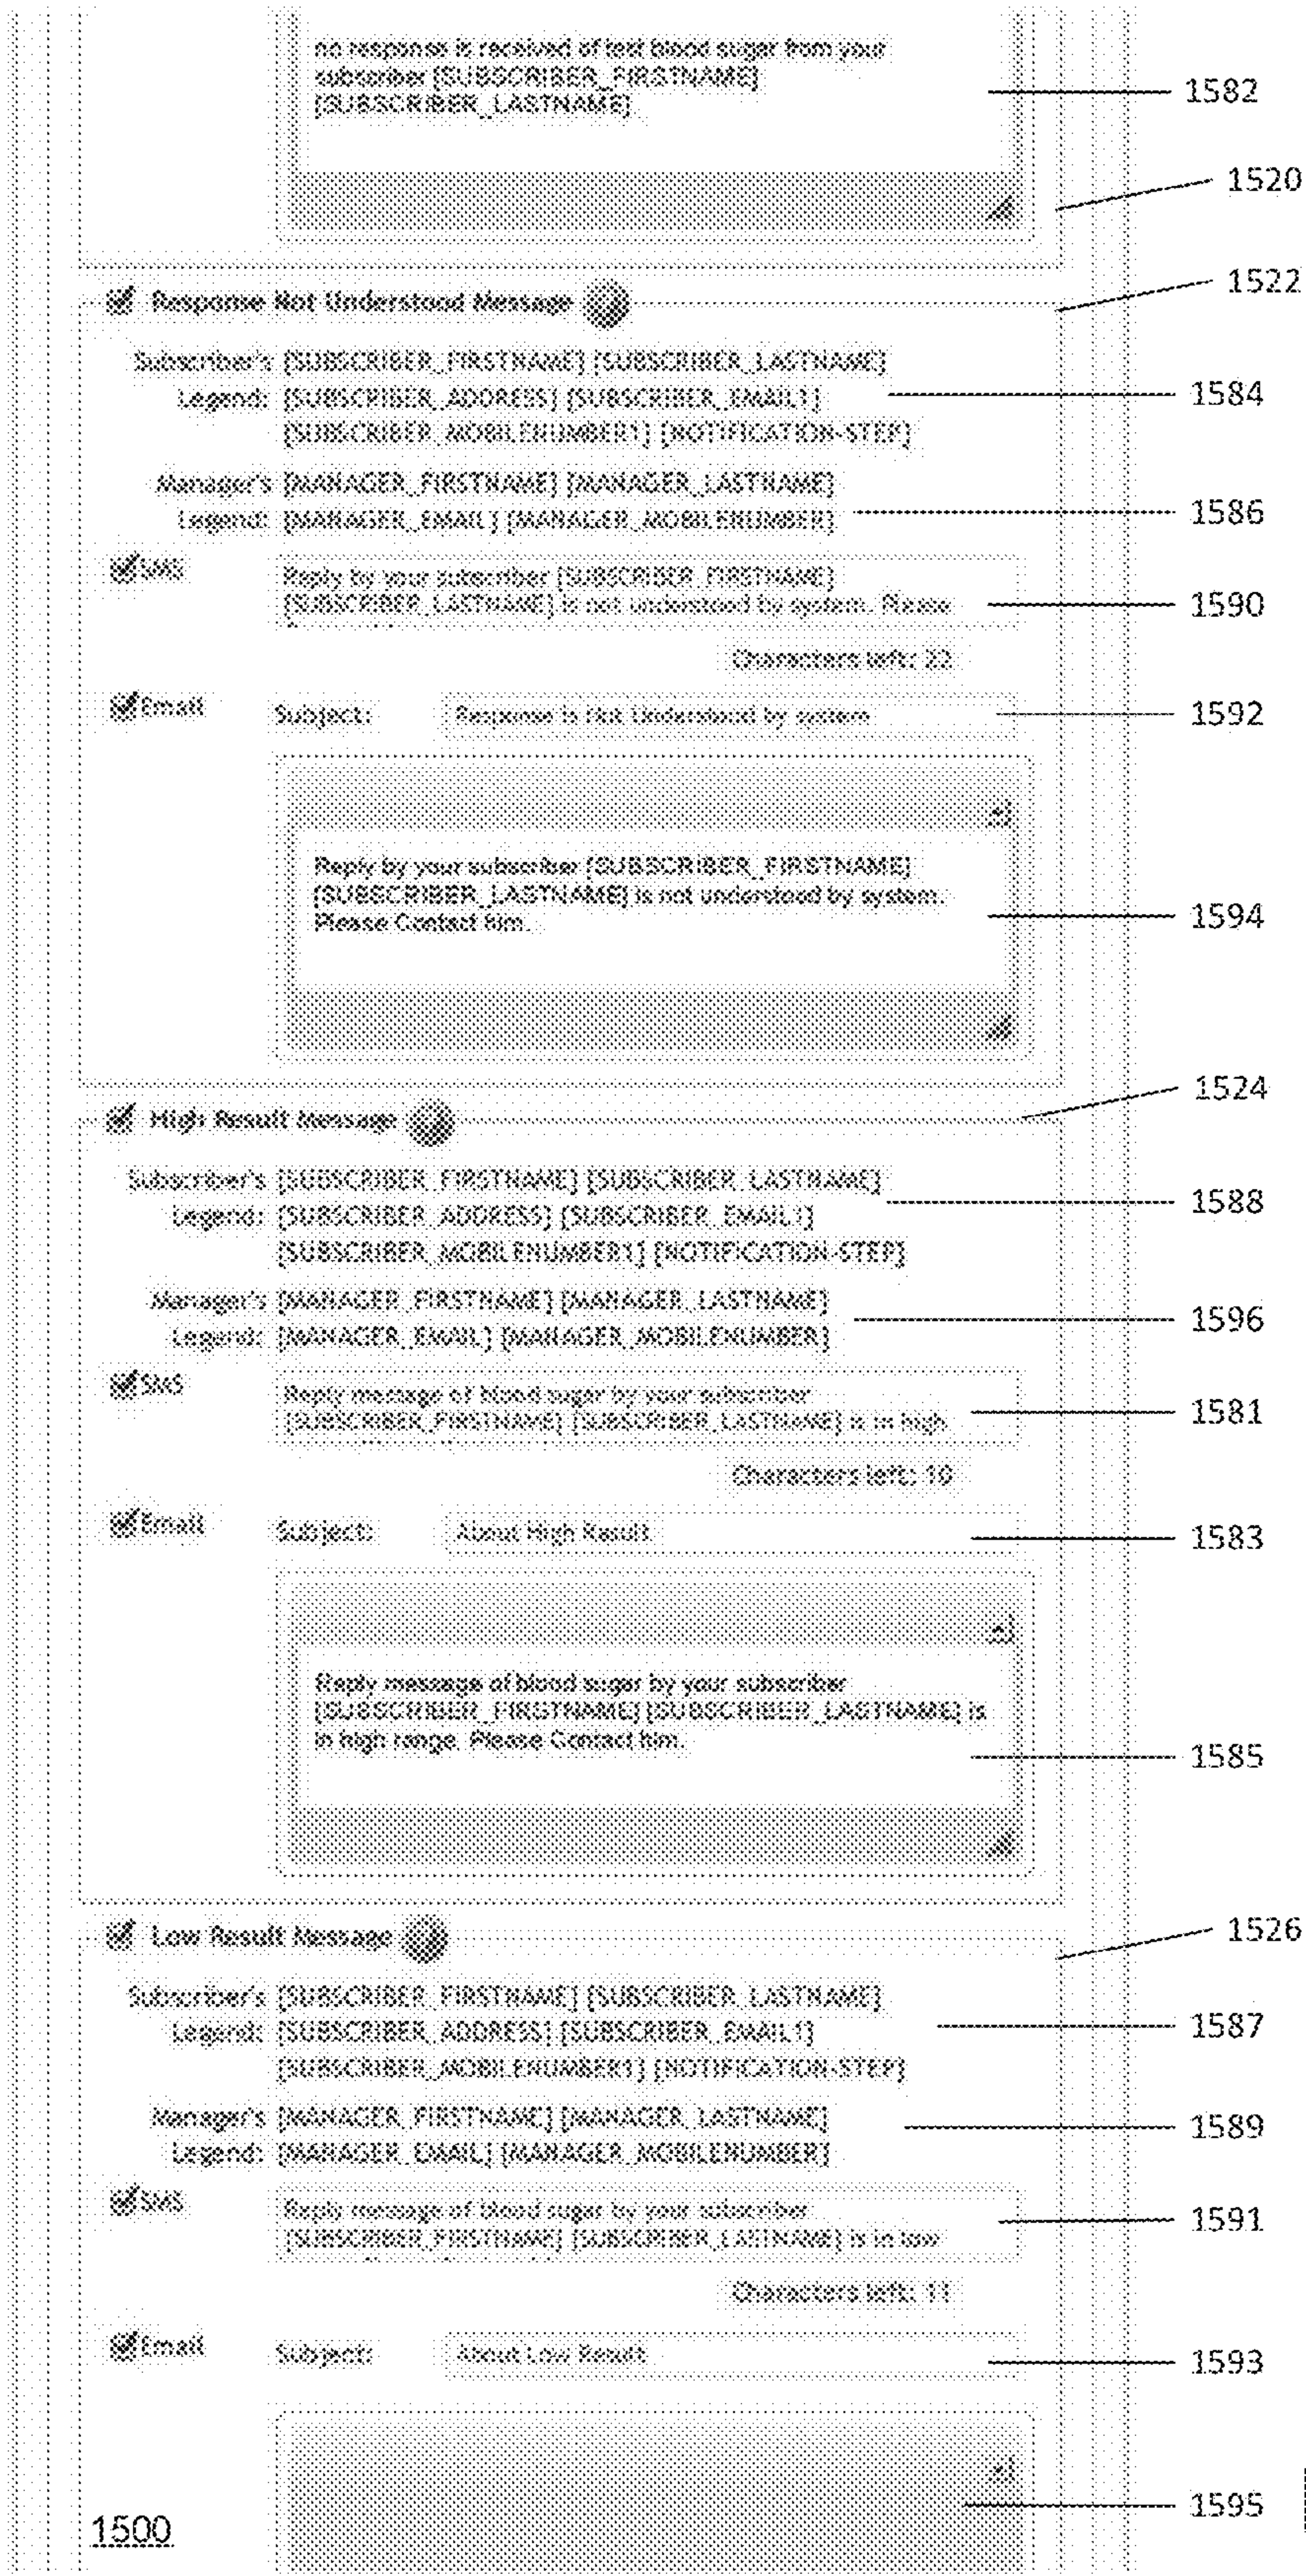 no response is received of test blood sugar from your
subscriber [SUBSCRIBER_FIRSTNAME]
[SUBSCRIBER_LASTNAME]
1582
1520
1522
Response Not Understood Message
Subscriber's [SUBSCRIBER_FIRSTNAME] [SUBSCRIBER_LASTNAME]
Legend: [SUBSCRIBER_ADDRESS] [SUBSCRIBER_EMAIL1]
1584
[SUBSCRIBER_MOBILENUMBER1] [NOTIFICATION-STEP]
Manager's [MANAGER_FIRSTNAME] [MANAGER_LASTNAME]
Legend: [MANAGER_EMAIL] [MANAGER_MOBILENUMBER]
1586
SMS
Reply by your subscriber [SUBSCRIBER_FIRSTNAME]
[SUBSCRIBER_LASTNAME] is not understood by system. Please
1590
Characters left: 22
Email Subject: Response is Not Understood by system
1592
Reply by your subscriber [SUBSCRIBER_FIRSTNAME]
[SUBSCRIBER_LASTNAME] is not understood by system.
Please Contact him.
1594
1524
High Result Message
Subscriber's [SUBSCRIBER_FIRSTNAME] [SUBSCRIBER_LASTNAME]
1588
Legend: [SUBSCRIBER_ADDRESS] [SUBSCRIBER_EMAIL1]
[SUBSCRIBER_MOBILENUMBER1] [NOTIFICATION-STEP]
Manager's [MANAGER_FIRSTNAME] [MANAGER_LASTNAME]
1596
Legend: [MANAGER_EMAIL] [MANAGER_MOBILENUMBER]
SMS
Reply message of blood sugar by your subscriber
[SUBSCRIBER_FIRSTNAME] [SUBSCRIBER_LASTNAME] is in high
1581
Characters left: 10
Email Subject: About High Result
1583
Reply message of blood sugar by your subscriber
[SUBSCRIBER_FIRSTNAME] [SUBSCRIBER_LASTNAME] is
in high range. Please Contact him.
1585
1526
Low Result Message
Subscriber's [SUBSCRIBER_FIRSTNAME] [SUBSCRIBER_LASTNAME]
Legend: [SUBSCRIBER_ADDRESS] [SUBSCRIBER_EMAIL1]
1587
[SUBSCRIBER_MOBILENUMBER1] [NOTIFICATION-STEP]
Manager's [MANAGER_FIRSTNAME] [MANAGER_LASTNAME]
1589
Legend: [MANAGER_EMAIL] [MANAGER_MOBILENUMBER]
SMS
Reply message of blood sugar by your subscriber
[SUBSCRIBER_FIRSTNAME] [SUBSCRIBER_LASTNAME] is in low
1591
Characters left: 11
Email Subject: About Low Result
1593
1595
1500